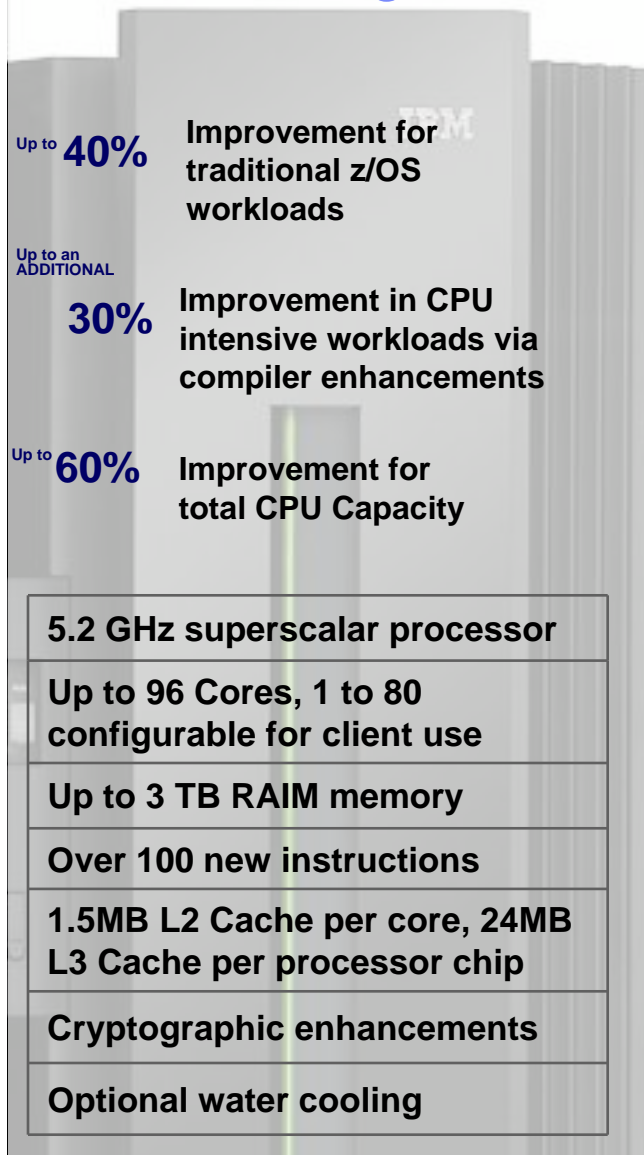 IBM
Up to 40%
Improvement for
traditional z/OS
workloads
Up to an
ADDITIONAL
30%
Improvement in CPU
intensive workloads via
compiler enhancements
Up to 60%
Improvement for
total CPU Capacity
5.2 GHz superscalar processor
Up to 96 Cores, 1 to 80
configurable for client use
Up to 3 TB RAIM memory
Over 100 new instructions
1.5MB L2 Cache per core, 24MB
L3 Cache per processor chip
Cryptographic enhancements
Optional water cooling